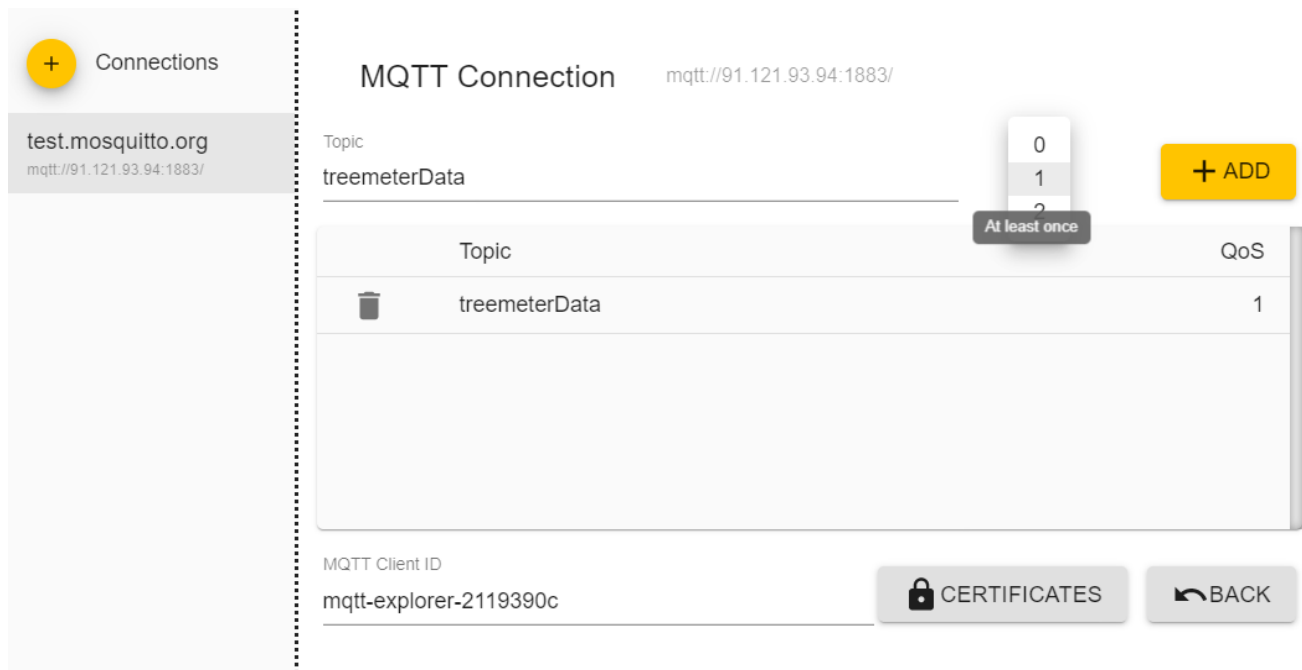 + Connections
test.mosquitto.org
mqtt://91.121.93.94:1883/
MQTT Connection mqtt://91.121.93.94:1883/
Topic
treemeterData
0
1
2
At least once
+ ADD
Topic QoS
treemeterData 1
MQTT Client ID
mqtt-explorer-2119390c
CERTIFICATES
BACK